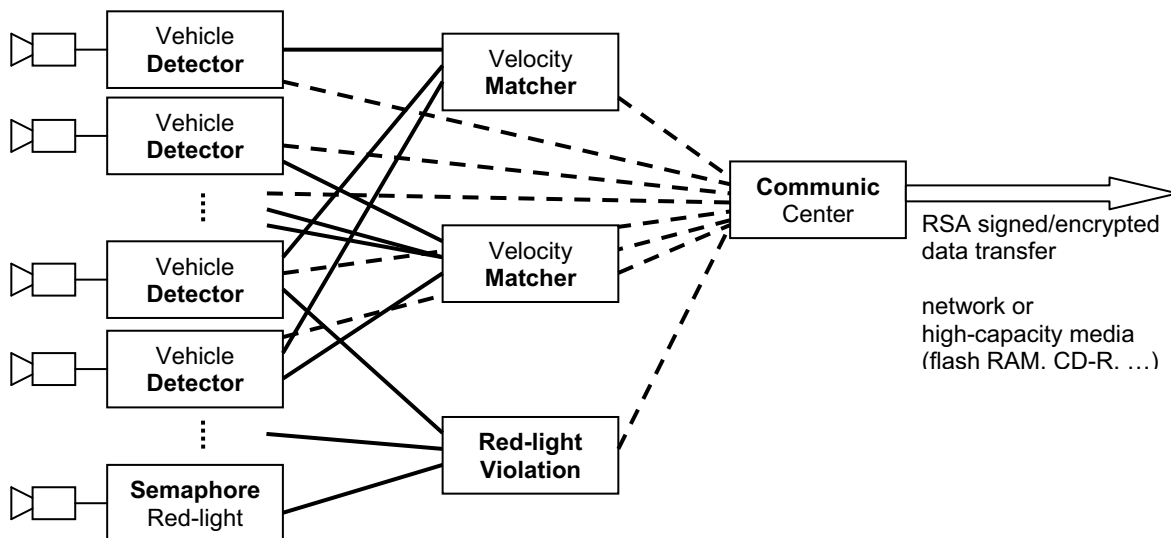 Vehicle
Detector
Vehicle
Detector
Vehicle
Detector
Vehicle
Detector
Semaphore
Red-light
Velocity
Matcher
Velocity
Matcher
Red-light
Violation
Communic
Center
RSA signed/encrypted
data transfer
network or
high-capacity media
(flash RAM. CD-R. …)